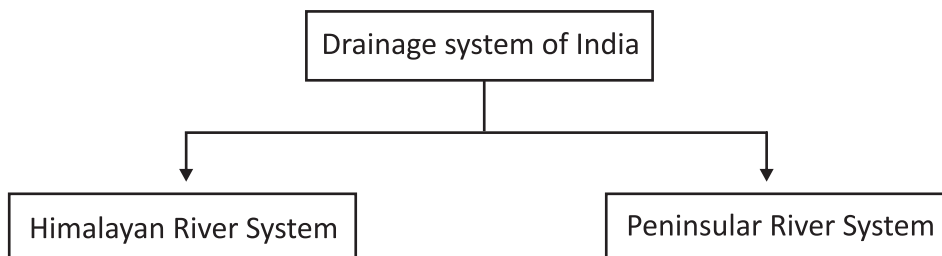 Drainage system of India
Himalayan River System
Peninsular River System